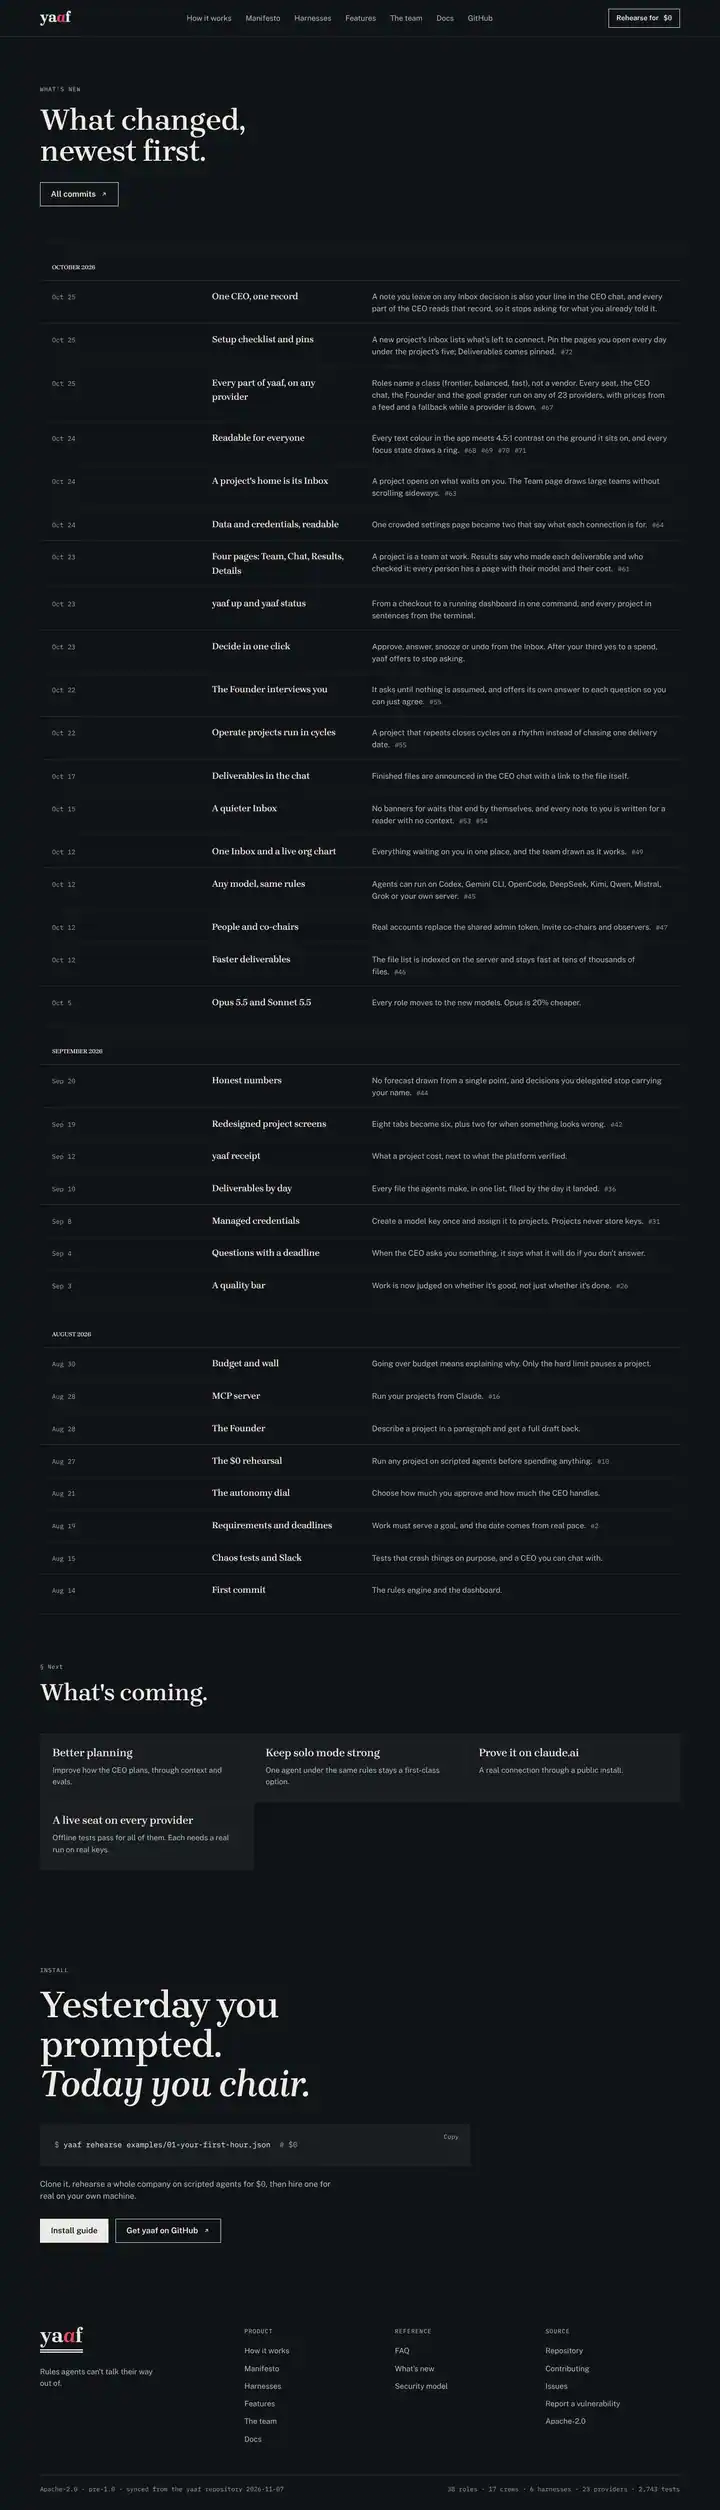 yaaf
How it works
Manifesto
Harnesses
Features
The team
Docs
GitHub
Rehearse for $0
WHAT'S NEW
What changed,
newest first.
All commits ↗
OCTOBER 2026
Oct 25
One CEO, one record
A note you leave on any Inbox decision is also your line in the CEO chat, and every
part of the CEO reads that record, so it stops asking for what you already told it.
Oct 25
Setup checklist and pins
A new project's Inbox lists what's left to connect. Pin the pages you open every day
under the project's five; Deliverables comes pinned. #72
Oct 25
Every part of yaaf, on any
provider
Roles name a class (frontier, balanced, fast), not a vendor. Every seat, the CEO
chat, the Founder and the goal grader run on any of 23 providers, with prices from
a feed and a fallback while a provider is down. #67
Oct 24
Readable for everyone
Every text colour in the app meets 4.5:1 contrast on the ground it sits on, and every
focus state draws a ring. #68 #69 #70 #71
Oct 24
A project's home is its Inbox
A project opens on what waits on you. The Team page draws large teams without
scrolling sideways. #63
Oct 24
Data and credentials, readable
One crowded settings page became two that say what each connection is for. #64
Oct 23
Four pages: Team, Chat, Results,
Details
A project is a team at work. Results say who made each deliverable and who
checked it; every person has a page with their model and their cost. #61
Oct 23
yaaf up and yaaf status
From a checkout to a running dashboard in one command, and every project in
sentences from the terminal.
Oct 23
Decide in one click
Approve, answer, snooze or undo from the Inbox. After your third yes to a spend,
yaaf offers to stop asking.
Oct 22
The Founder interviews you
It asks until nothing is assumed, and offers its own answer to each question so you
can just agree. #55
Oct 22
Operate projects run in cycles
A project that repeats closes cycles on a rhythm instead of chasing one delivery
date. #55
Oct 17
Deliverables in the chat
Finished files are announced in the CEO chat with a link to the file itself.
Oct 15
A quieter Inbox
No banners for waits that end by themselves, and every note to you is written for a
reader with no context. #53 #54
Oct 12
One Inbox and a live org chart
Everything waiting on you in one place, and the team drawn as it works. #49
Oct 12
Any model, same rules
Agents can run on Codex, Gemini CLI, OpenCode, DeepSeek, Kimi, Qwen, Mistral,
Grok or your own server. #45
Oct 12
People and co-chairs
Real accounts replace the shared admin token. Invite co-chairs and observers. #47
Oct 12
Faster deliverables
The file list is indexed on the server and stays fast at tens of thousands of
files. #46
Oct 5
Opus 5.5 and Sonnet 5.5
Every role moves to the new models. Opus is 20% cheaper.
SEPTEMBER 2026
Sep 20
Honest numbers
No forecast drawn from a single point, and decisions you delegated stop carrying
your name. #44
Sep 19
Redesigned project screens
Eight tabs became six, plus two for when something looks wrong. #42
Sep 12
yaaf receipt
What a project cost, next to what the platform verified.
Sep 10
Deliverables by day
Every file the agents make, in one list, filed by the day it landed. #36
Sep 8
Managed credentials
Create a model key once and assign it to projects. Projects never store keys. #31
Sep 4
Questions with a deadline
When the CEO asks you something, it says what it will do if you don't answer.
Sep 3
A quality bar
Work is now judged on whether it's good, not just whether it's done. #26
AUGUST 2026
Aug 30
Budget and wall
Going over budget means explaining why. Only the hard limit pauses a project.
Aug 28
MCP server
Run your projects from Claude. #16
Aug 28
The Founder
Describe a project in a paragraph and get a full draft back.
Aug 27
The $0 rehearsal
Run any project on scripted agents before spending anything. #10
Aug 21
The autonomy dial
Choose how much you approve and how much the CEO handles.
Aug 19
Requirements and deadlines
Work must serve a goal, and the date comes from real pace. #2
Aug 15
Chaos tests and Slack
Tests that crash things on purpose, and a CEO you can chat with.
Aug 14
First commit
The rules engine and the dashboard.
§ Next
What's coming.
Better planning
Improve how the CEO plans, through context and
evals.
Keep solo mode strong
One agent under the same rules stays a first-class
option.
Prove it on claude.ai
A real connection through a public install.
A live seat on every provider
Offline tests pass for all of them. Each needs a real
run on real keys.
INSTALL
Yesterday you
prompted.
Today you chair.
$ yaaf rehearse examples/01-your-first-hour.json # $0
Copy
Clone it, rehearse a whole company on scripted agents for $0, then hire one for
real on your own machine.
Install guide
Get yaaf on GitHub ↗
yaaf
Rules agents can't talk their way
out of.
PRODUCT
How it works
Manifesto
Harnesses
Features
The team
Docs
REFERENCE
FAQ
What's new
Security model
SOURCE
Repository
Contributing
Issues
Report a vulnerability
Apache-2.0
Apache-2.0 · pre-1.0 · synced from the yaaf repository 2026-11-07
38 roles · 17 crews · 6 harnesses · 23 providers · 2,743 tests